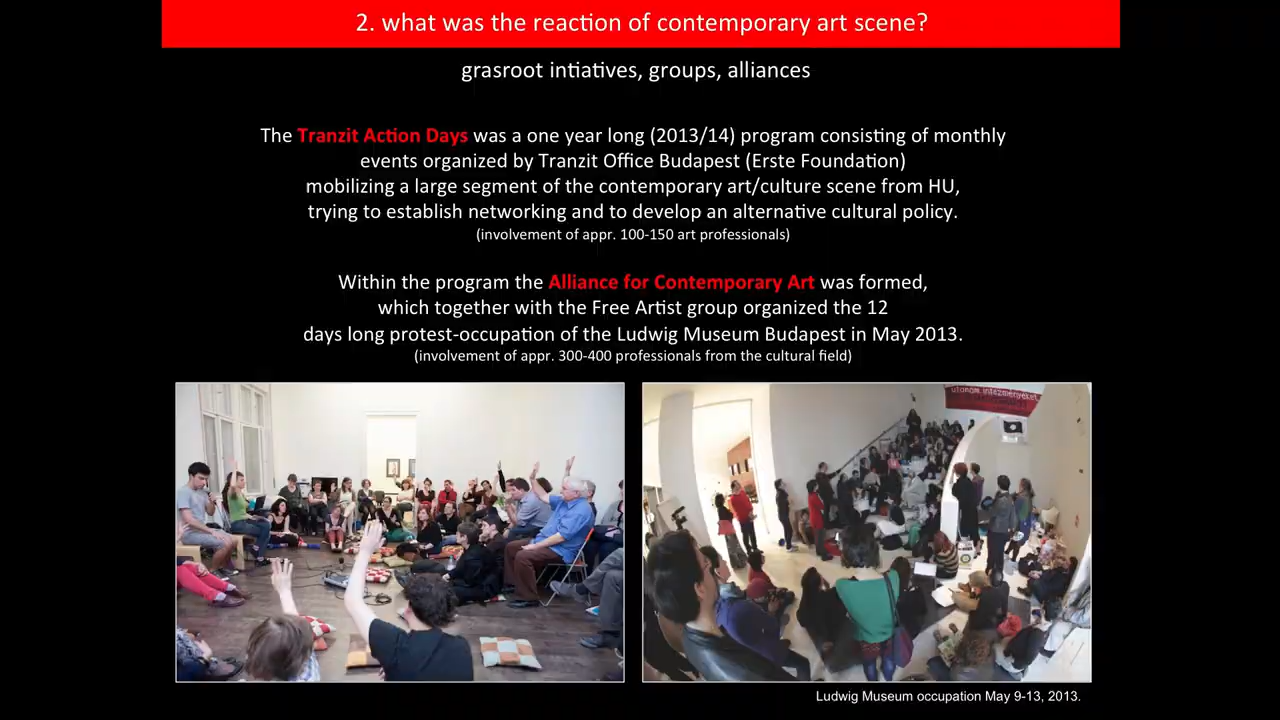 2. what was the reaction of contemporary art scene?
grasroot intiatives, groups, alliances
The Tranzit Action Days was a one year long (2013/14) program consisting of monthly
events organized by Tranzit Office Budapest (Erste Foundation)
mobilizing a large segment of the contemporary art/culture scene from HU,
trying to establish networking and to develop an alternative cultural policy.
(involvement of appr. 100-150 art professionals)
Within the program the Alliance for Contemporary Art was formed,
which together with the Free Artist group organized the 12
days long protest-occupation of the Ludwig Museum Budapest in May 2013.
(involvement of appr. 300-400 professionals from the cultural field)
utonóm intézményeket
Ludwig Museum occupation May 9-13, 2013.